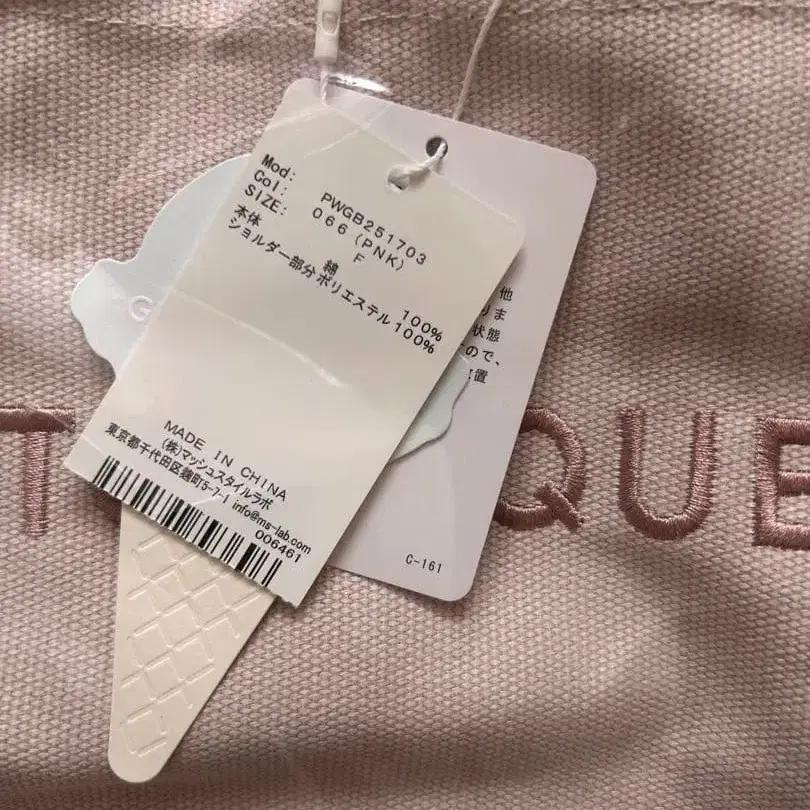 Mod: PWGB251703
Col: 066 (PNK)
SIZE: F
本体 綿 100%
ショルダー部分 ポリエステル 100%
MADE IN CHINA
(株)マッシュスタイルラボ
東京都千代田区麹町5-7-1 info@ms-lab.com
006461
G
他
りま
状態
ので、
位置
C-161
T
QUE